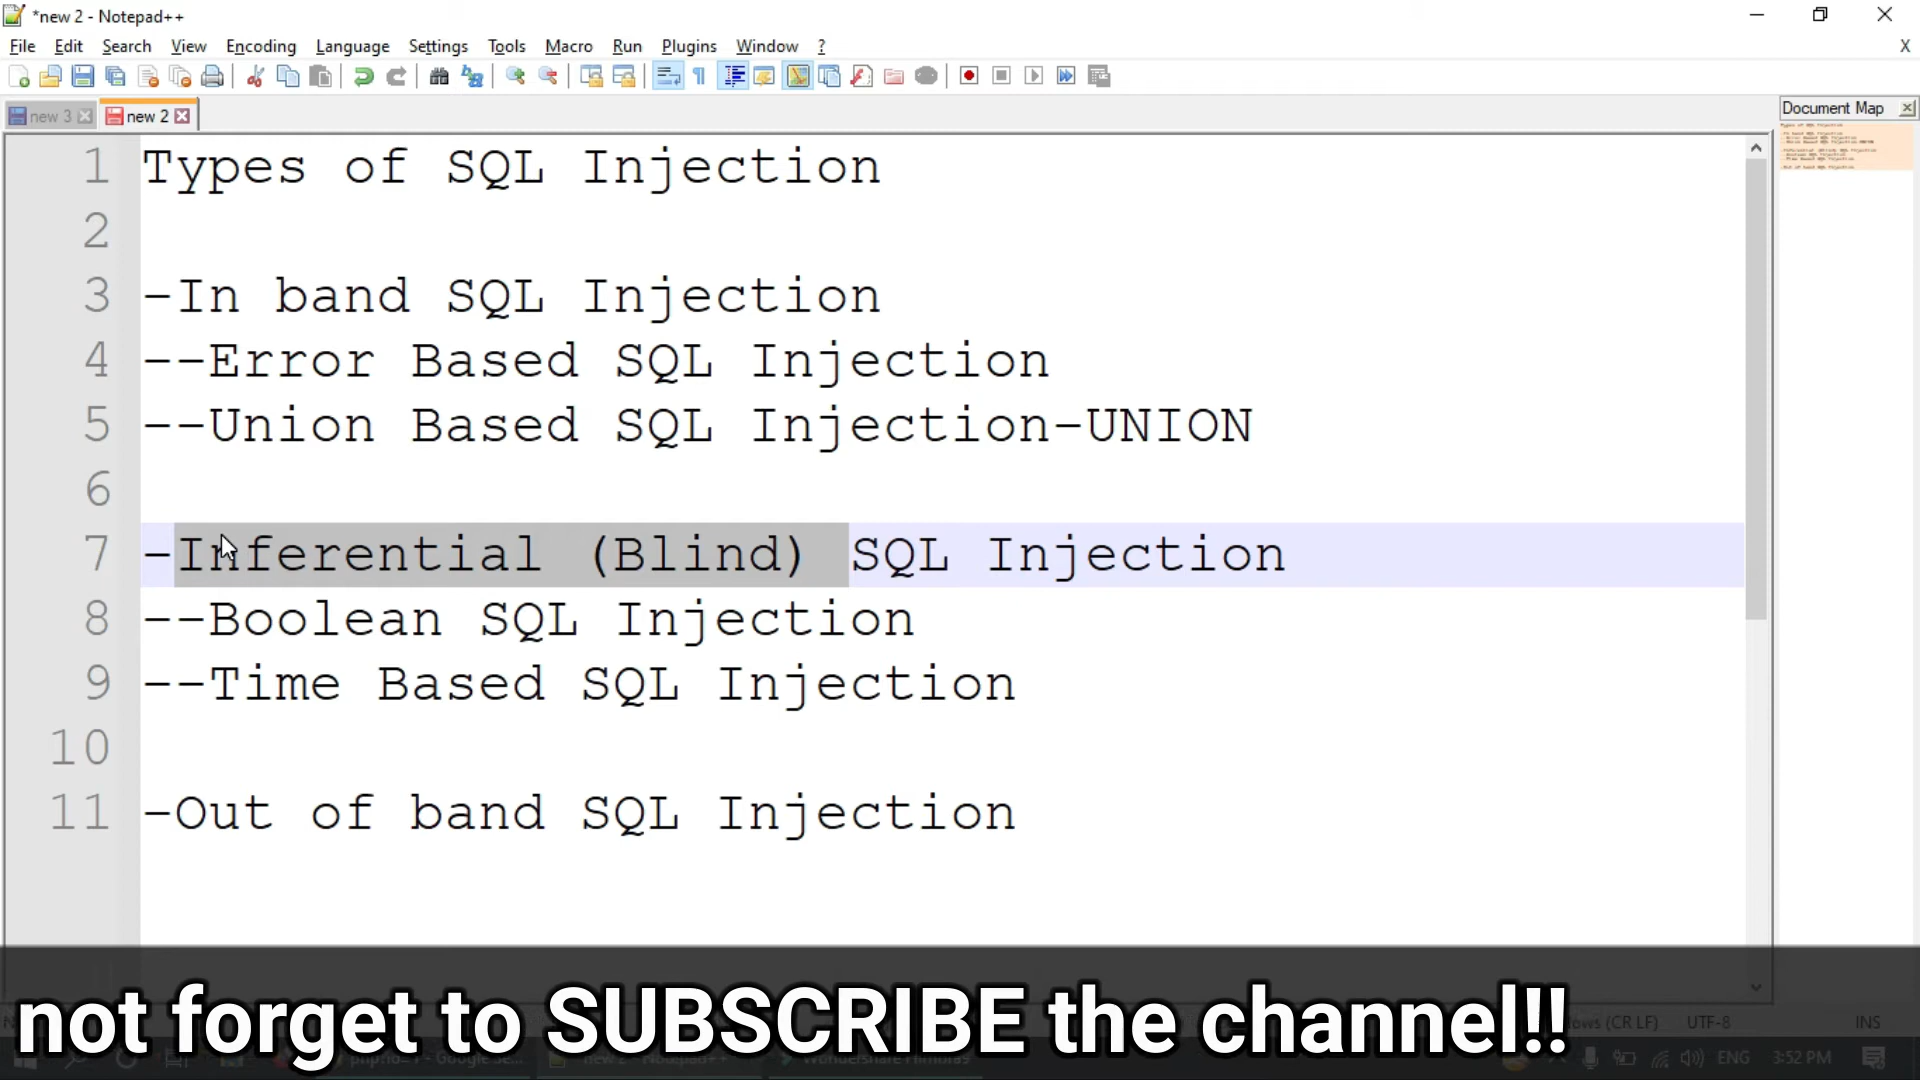 *new 2 - Notepad++
File Edit Search View Encoding Language Settings Tools Macro Run Plugins Window ? X
new 3 new 2
Document Map
1 Types of SQL Injection
2
3 -In band SQL Injection
4 --Error Based SQL Injection
5 --Union Based SQL Injection-UNION
6
7 -Inferential (Blind) SQL Injection
8 --Boolean SQL Injection
9 --Time Based SQL Injection
10
11 -Out of band SQL Injection
not forget to SUBSCRIBE the channel!!
(CR LF) UTF-8 INS
ENG 3:52 PM